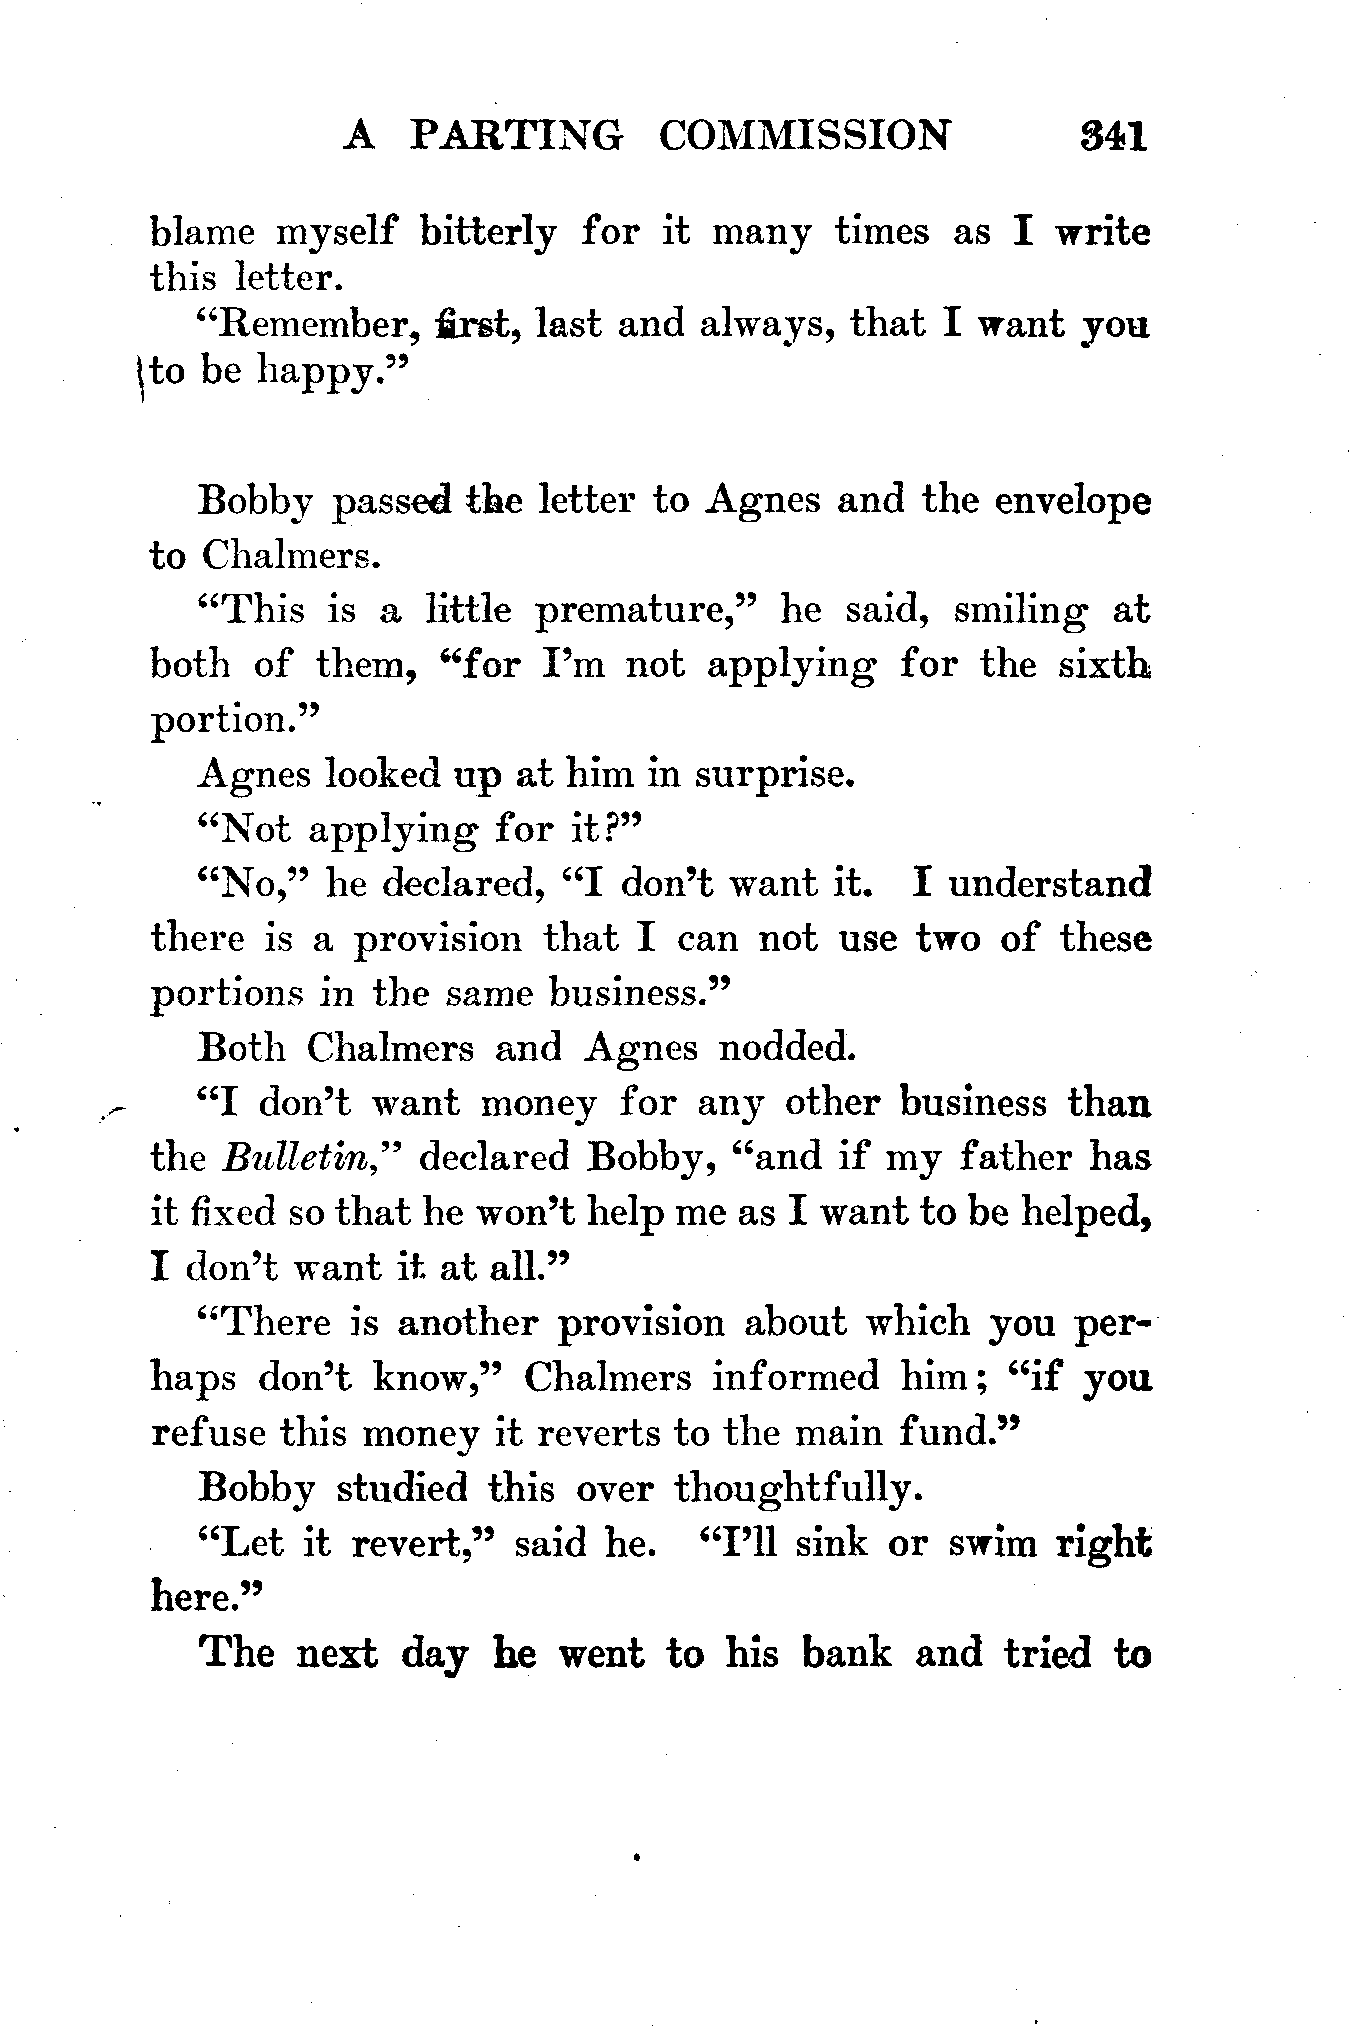 A PARTING COMMISSION 341
blame myself bitterly for it many times as I write
this letter.
“Remember, first, last and always, that I want you
to be happy.”
Bobby passed the letter to Agnes and the envelope
to Chalmers.
“This is a little premature,” he said, smiling at
both of them, “for I’m not applying for the sixth
portion.”
Agnes looked up at him in surprise.
“Not applying for it?”
“No,” he declared, “I don’t want it. I understand
there is a provision that I can not use two of these
portions in the same business.”
Both Chalmers and Agnes nodded.
“I don’t want money for any other business than
the Bulletin,” declared Bobby, “and if my father has
it fixed so that he won’t help me as I want to be helped,
I don’t want it at all.”
“There is another provision about which you per-
haps don’t know,” Chalmers informed him; “if you
refuse this money it reverts to the main fund.”
Bobby studied this over thoughtfully.
“Let it revert,” said he. “I’ll sink or swim right
here.”
The next day he went to his bank and tried to